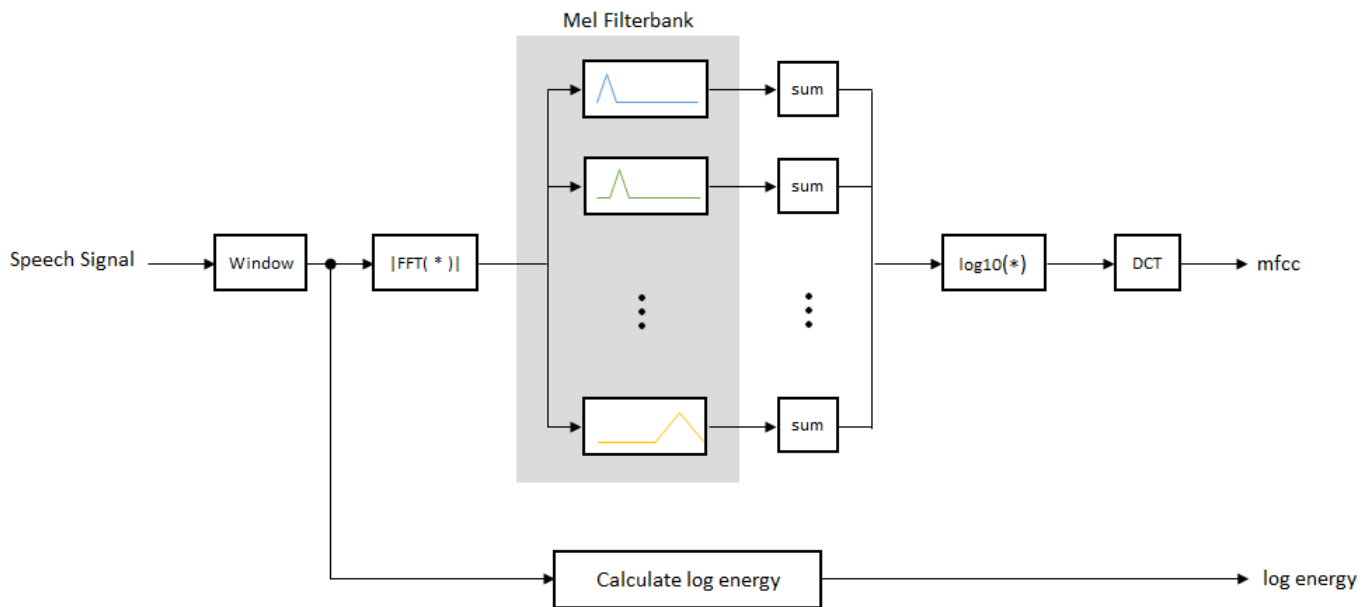 Mel Filterbank
sum
sum
Speech Signal
Window
|FFT( * )|
log10(*)
DCT
mfcc
sum
Calculate log energy
log energy